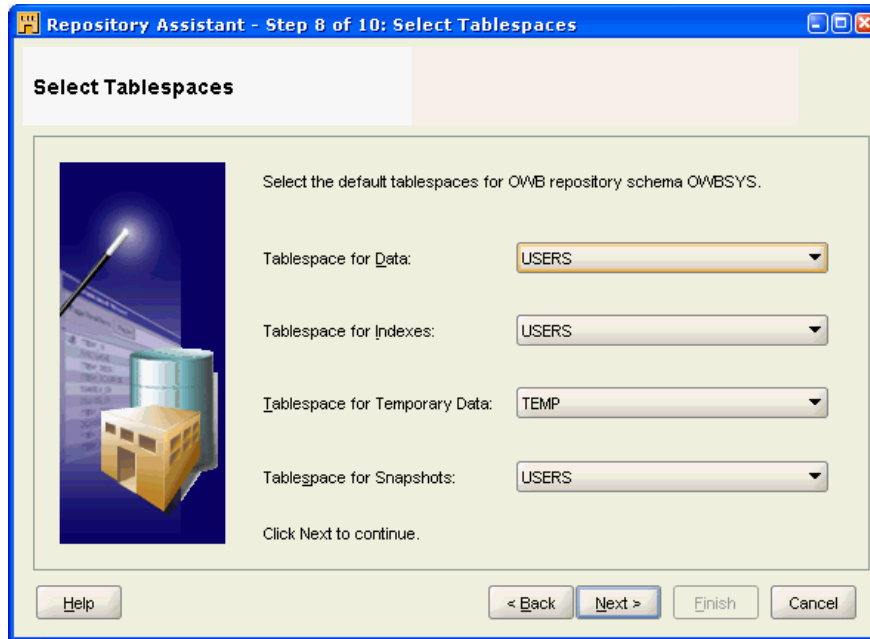 Repository Assistant - Step 8 of 10: Select Tablespaces
Select Tablespaces
Select the default tablespaces for OWB repository schema OWBSYS.
Tablespace for Data: USERS
Tablespace for Indexes: USERS
Tablespace for Temporary Data: TEMP
Tablespace for Snapshots: USERS
Click Next to continue.
Help < Back Next > Finish Cancel